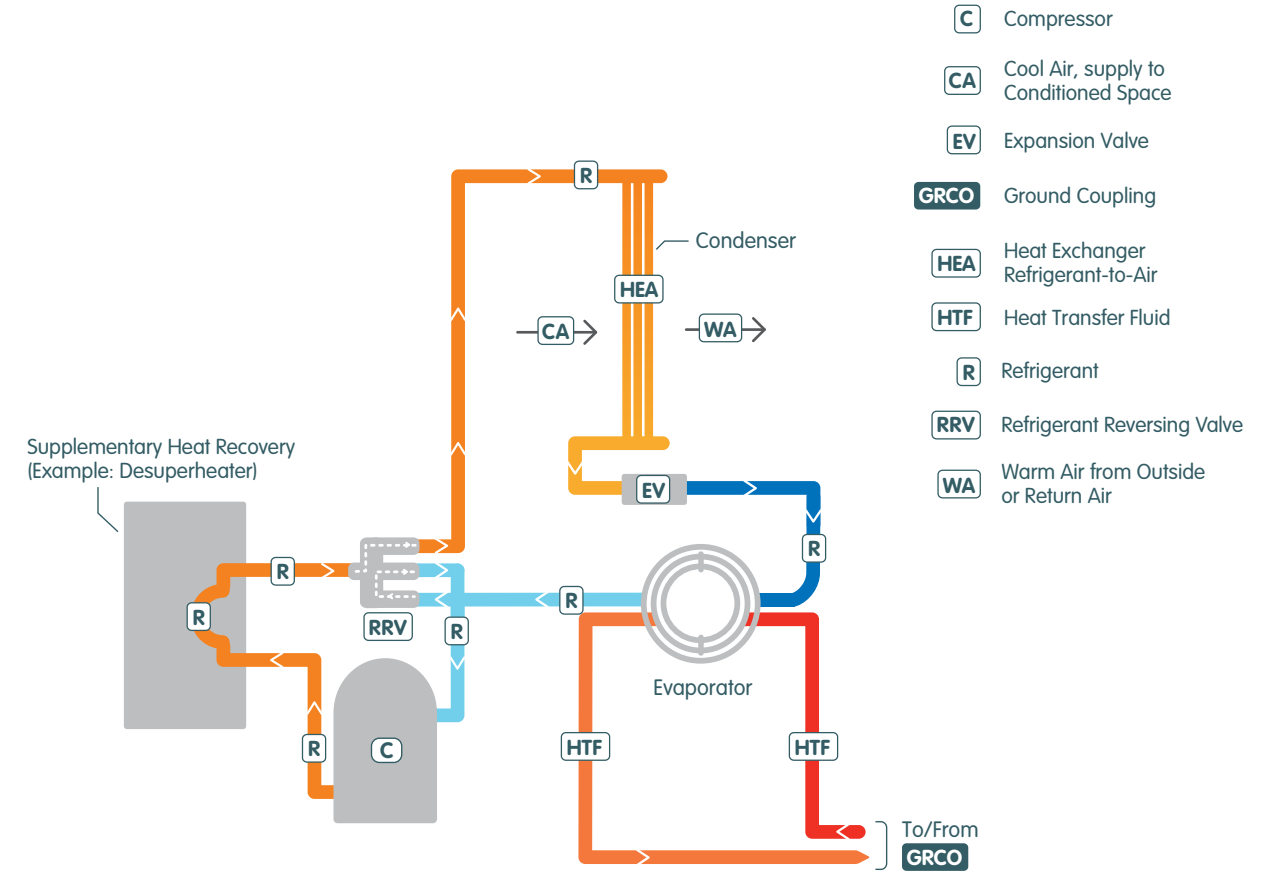 C Compressor
CA Cool Air, supply to
Conditioned Space
EV Expansion Valve
GRCO Ground Coupling
HEA Heat Exchanger
Refrigerant-to-Air
HTF Heat Transfer Fluid
R Refrigerant
RRV Refrigerant Reversing Valve
WA Warm Air from Outside
or Return Air
R
Condenser
HEA
CA
WA
Supplementary Heat Recovery
(Example: Desuperheater)
EV
R
R
R
R
R
RRV
R
Evaporator
R
C
HTF
HTF
To/From
GRCO